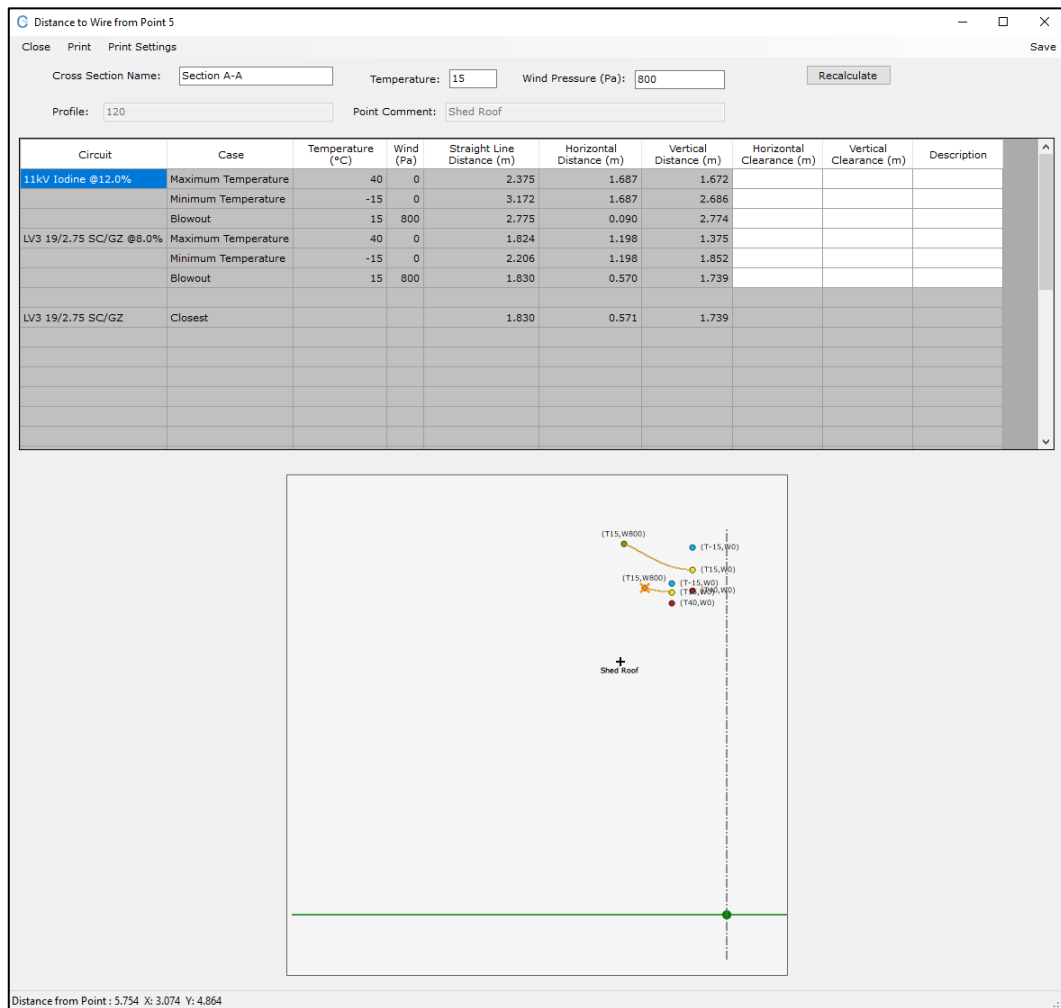 Distance to Wire from Point 5
Close Print Print Settings Save
Cross Section Name: Section A-A Temperature: 15 Wind Pressure (Pa): 800 Recalculate
Profile: 120 Point Comment: Shed Roof
Circuit Case Temperature (°C) Wind (Pa) Straight Line Distance (m) Horizontal Distance (m) Vertical Distance (m) Horizontal Clearance (m) Vertical Clearance (m) Description
11kV Iodine @12.0% Maximum Temperature 40 0 2.375 1.687 1.672
Minimum Temperature -15 0 3.172 1.687 2.686
Blowout 15 800 2.775 0.090 2.774
LV3 19/2.75 SC/GZ @8.0% Maximum Temperature 40 0 1.824 1.198 1.375
Minimum Temperature -15 0 2.206 1.198 1.852
Blowout 15 800 1.830 0.570 1.739
LV3 19/2.75 SC/GZ Closest 1.830 0.571 1.739
(T15,W800)
(T-15,W0)
(T15,W0)
(T15,W800)
(T-15,W0)
(T40,W0)
Shed Roof
Distance from Point : 5.754 X: 3.074 Y: 4.864